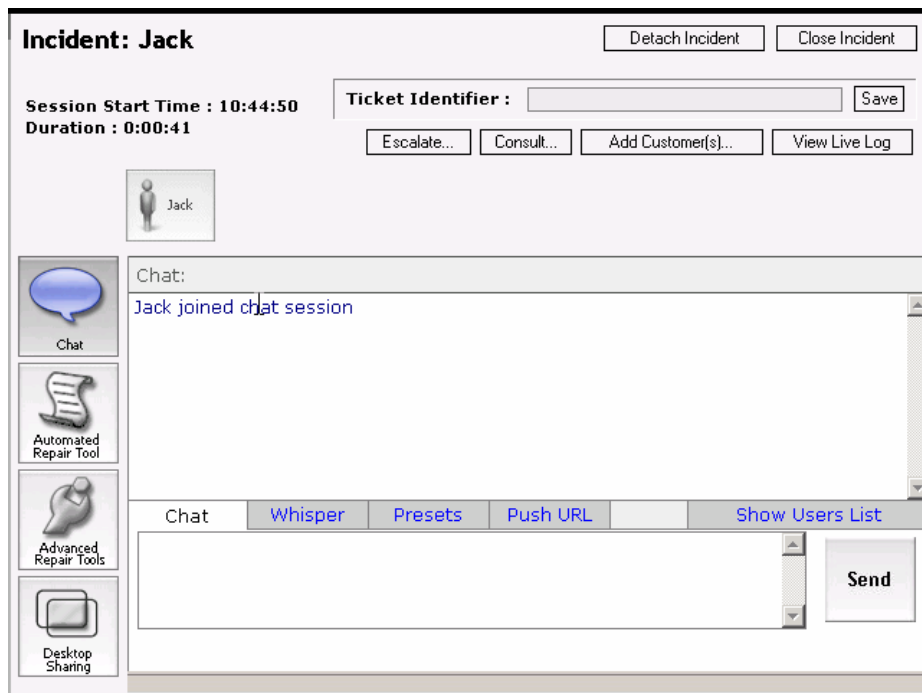 Incident: Jack
Detach Incident
Close Incident
Session Start Time : 10:44:50
Duration : 0:00:41
Ticket Identifier :
Save
Escalate...
Consult...
Add Customer(s)...
View Live Log
Jack
Chat:
Jack joined chat session
Chat
Automated
Repair Tool
Advanced
Repair Tools
Desktop
Sharing
Chat
Whisper
Presets
Push URL
Show Users List
Send